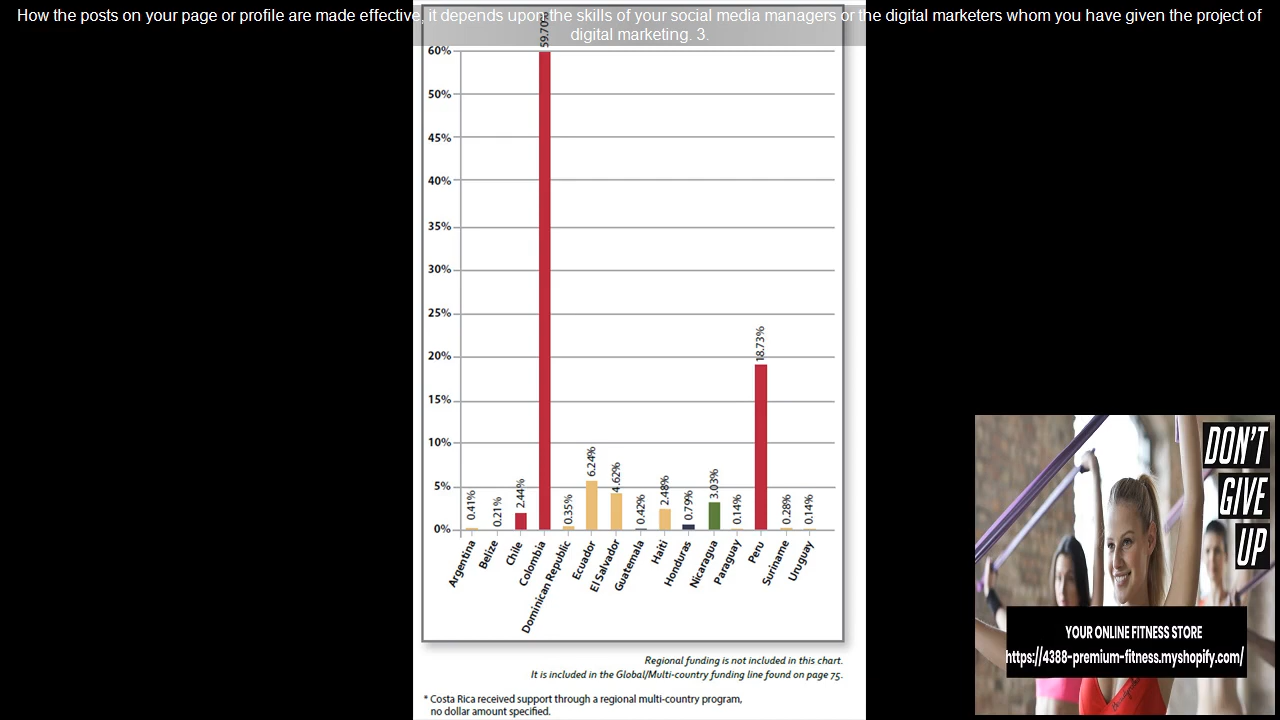 How the posts on your page or profile are made effective, it depends upon the skills of your social media managers or the digital marketers whom you have given the project of
digital marketing. 3.
59.70%
60%
50%
45%
40%
35%
30%
25%
20%
15%
10%
5%
0%
0.41%
0.21%
2.44%
0.35%
6.24%
4.62%
0.42%
2.48%
0.79%
3.03%
0.14%
18.73%
0.28%
0.14%
Argentina
Belize
Chile
Colombia
Dominican Republic
Ecuador
El Salvador
Guatemala
Haiti
Honduras
Nicaragua
Paraguay
Peru
Suriname
Uruguay
Regional funding is not included in this chart.
It is included in the Global/Multi-country funding line found on page 75.
* Costa Rica received support through a regional multi-country program,
no dollar amount specified.
DON'T
GIVE
UP
YOUR ONLINE FITNESS STORE
https://4388-premium-fitness.myshopify.com/